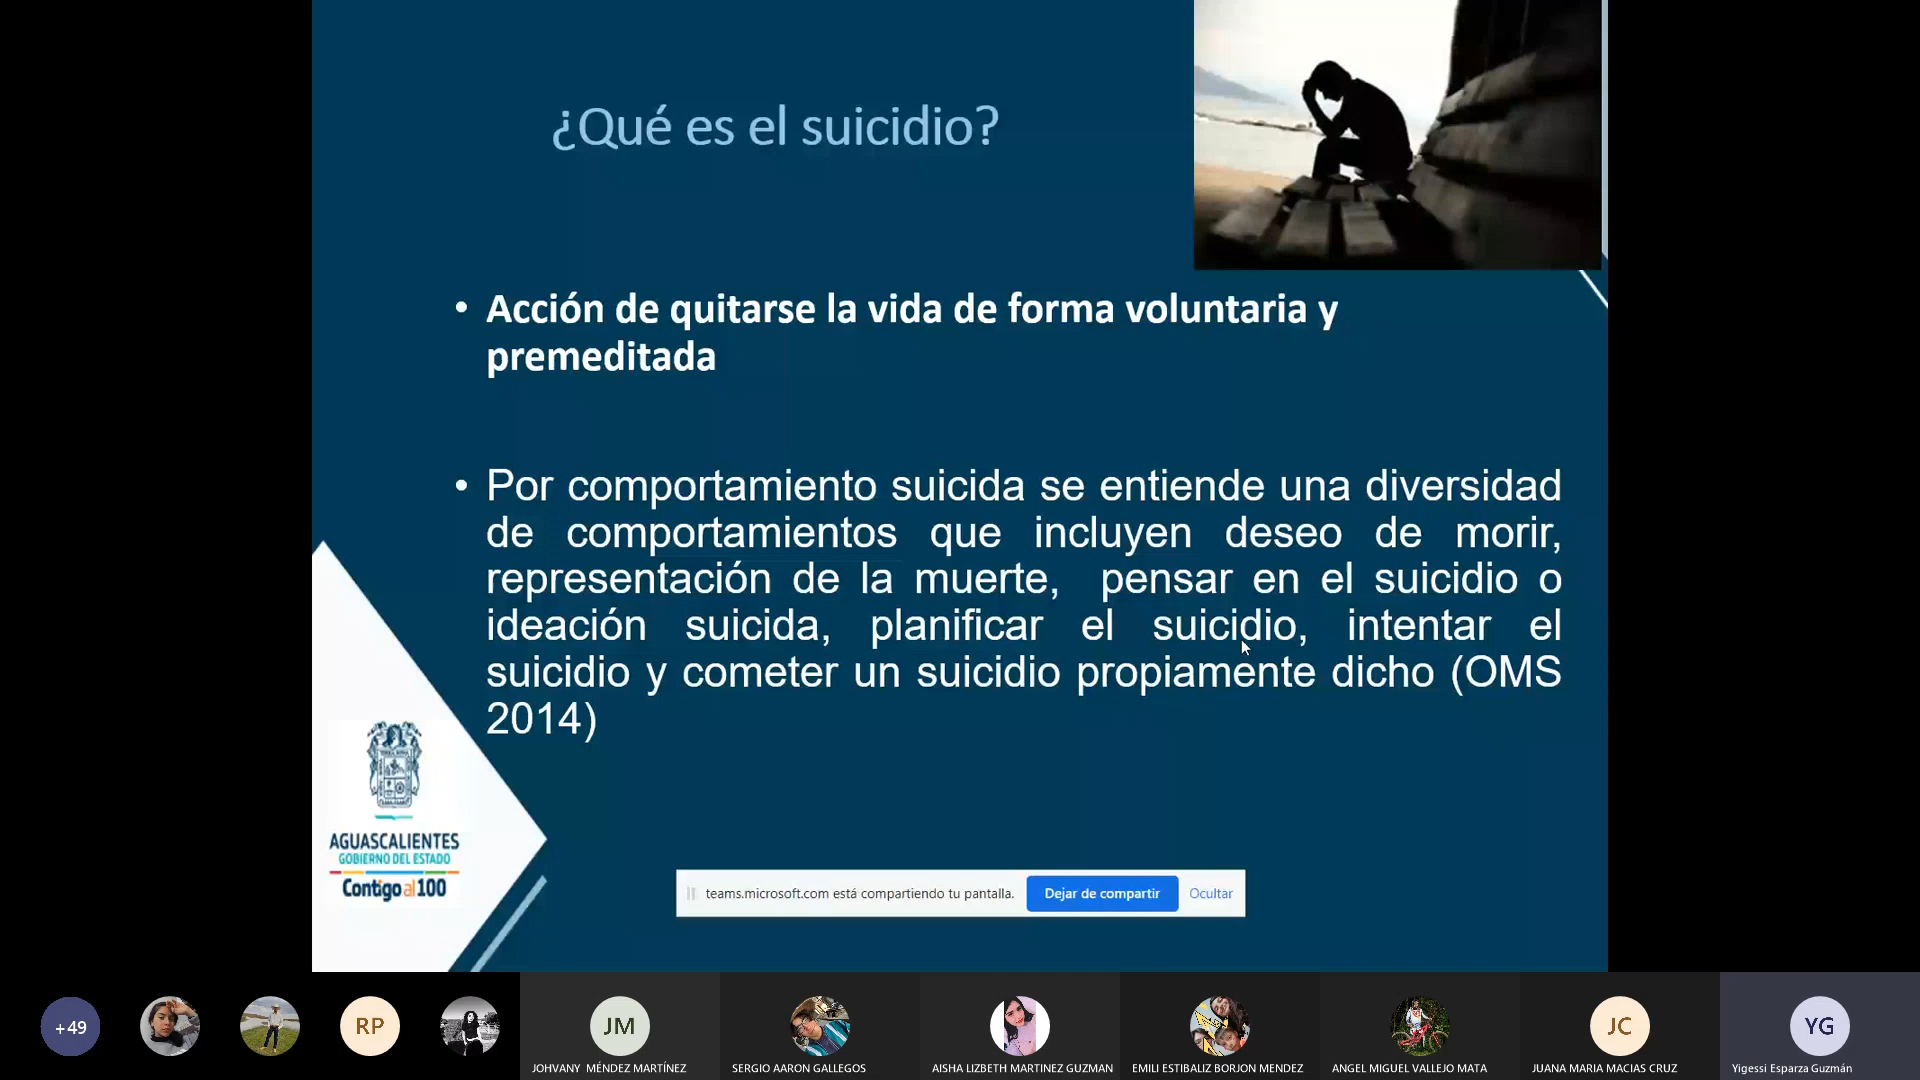 ¿Qué es el suicidio?
• Acción de quitarse la vida de forma voluntaria y
premeditada
• Por comportamiento suicida se entiende una diversidad
de comportamientos que incluyen deseo de morir,
representación de la muerte, pensar en el suicidio o
ideación suicida, planificar el suicidio, intentar el
suicidio y cometer un suicidio propiamente dicho (OMS
2014)
AGUASCALIENTES
GOBIERNO DEL ESTADO
Contigo al 100
teams.microsoft.com está compartiendo tu pantalla. Dejar de compartir Ocultar
+49 RP JM JC YG
JOHVANY MÉNDEZ MARTÍNEZ SERGIO AARON GALLEGOS AISHA LIZBETH MARTINEZ GUZMAN EMILI ESTIBALIZ BORJON MENDEZ ANGEL MIGUEL VALLEJO MATA JUANA MARIA MACIAS CRUZ Yigessi Esparza Guzmán